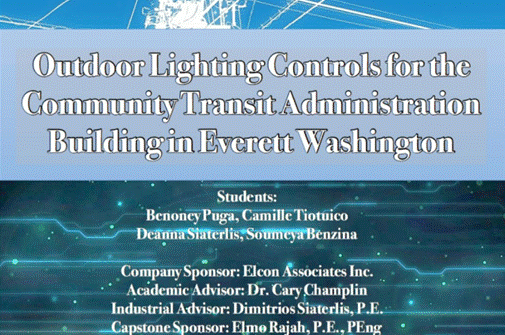 Outdoor Lighting Controls for the
Community Transit Administration
Building in Everett Washington
Students:
Benoney Puga, Camille Tiotuico
Deanna Siaterlis, Soumeya Benzina
Company Sponsor: Elcon Associates Inc.
Academic Advisor: Dr. Cary Champlin
Industrial Advisor: Dimitrios Siaterlis, P.E.
Capstone Sponsor: Elmo Rajah, P.E., PEng